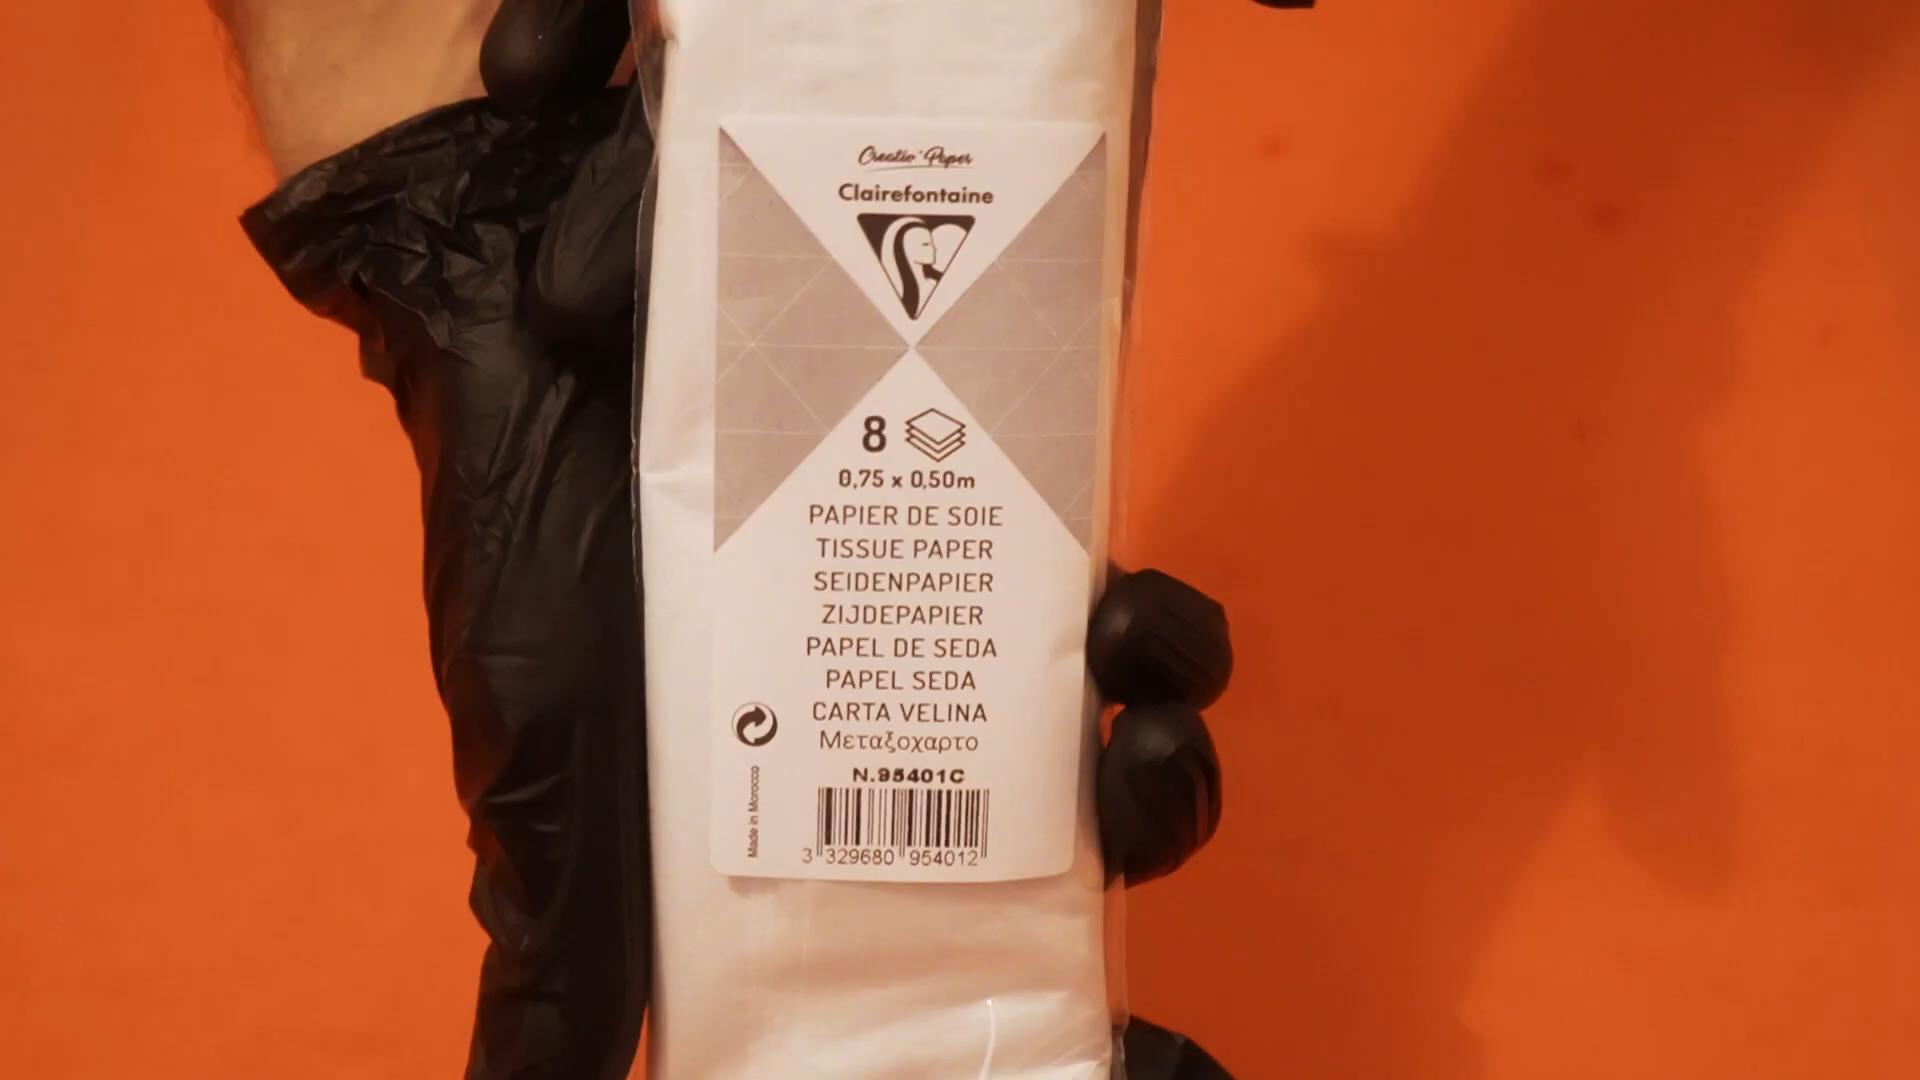 Creativ' Paper
Clairefontaine
8
0,75 x 0,50m
PAPIER DE SOIE
TISSUE PAPER
SEIDENPAPIER
ZIJDEPAPIER
PAPEL DE SEDA
PAPEL SEDA
CARTA VELINA
Μεταξοχαρτο
N.95401C
Made in Morocco
3 329680 954012